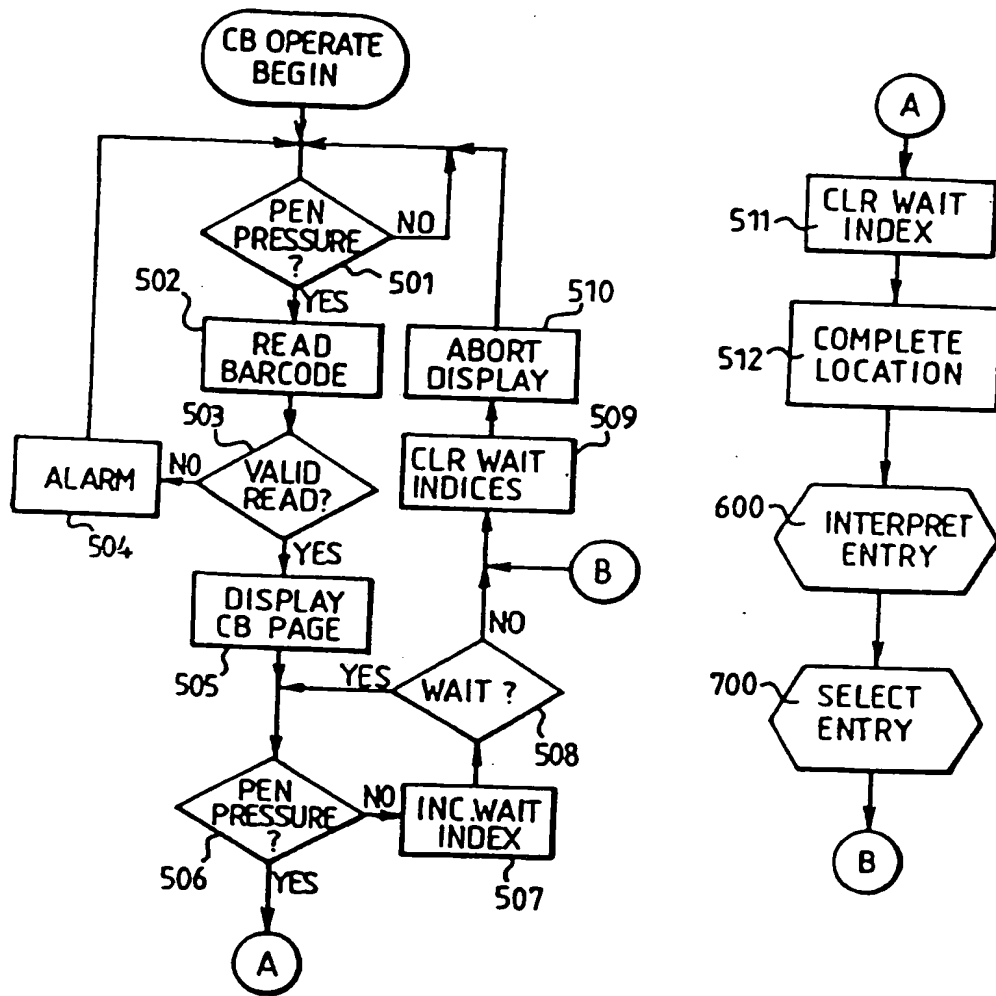 CB OPERATE
BEGIN
PEN
PRESSURE
?
NO
501
YES
502
READ
BARCODE
503
VALID
READ?
NO
ALARM
504
YES
DISPLAY
CB PAGE
505
PEN
PRESSURE
?
506
NO
YES
A
INC.WAIT
INDEX
507
WAIT ?
508
YES
NO
B
CLR WAIT
INDICES
509
510
ABORT
DISPLAY
A
511
CLR WAIT
INDEX
512
COMPLETE
LOCATION
600
INTERPRET
ENTRY
700
SELECT
ENTRY
B